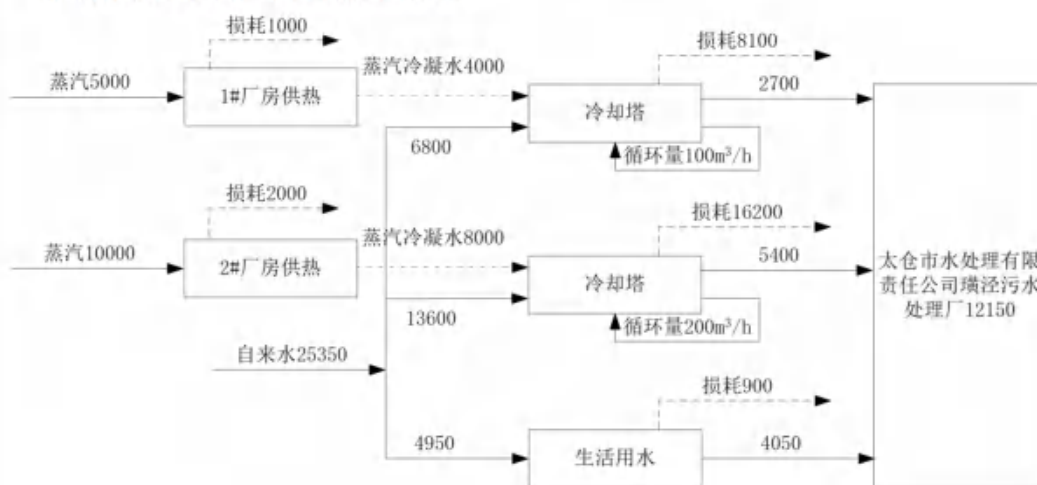 损耗1000
损耗8100
蒸汽5000
1#厂房供热
蒸汽冷凝水4000
冷却塔
2700
6800
循环量100m³/h
损耗2000
损耗16200
蒸汽10000
2#厂房供热
蒸汽冷凝水8000
冷却塔
5400
13600
循环量200m³/h
太仓市水处理有限
责任公司璜泾污水
处理厂12150
自来水25350
损耗900
4950
生活用水
4050